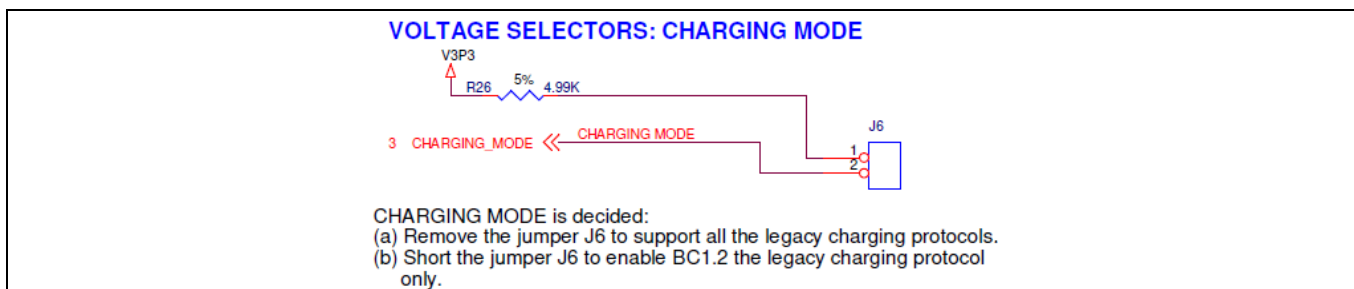 VOLTAGE SELECTORS: CHARGING MODE
V3P3
R26 5% 4.99K
J6
3 CHARGING_MODE CHARGING MODE
1
2
CHARGING MODE is decided:
(a) Remove the jumper J6 to support all the legacy charging protocols.
(b) Short the jumper J6 to enable BC1.2 the legacy charging protocol
only.